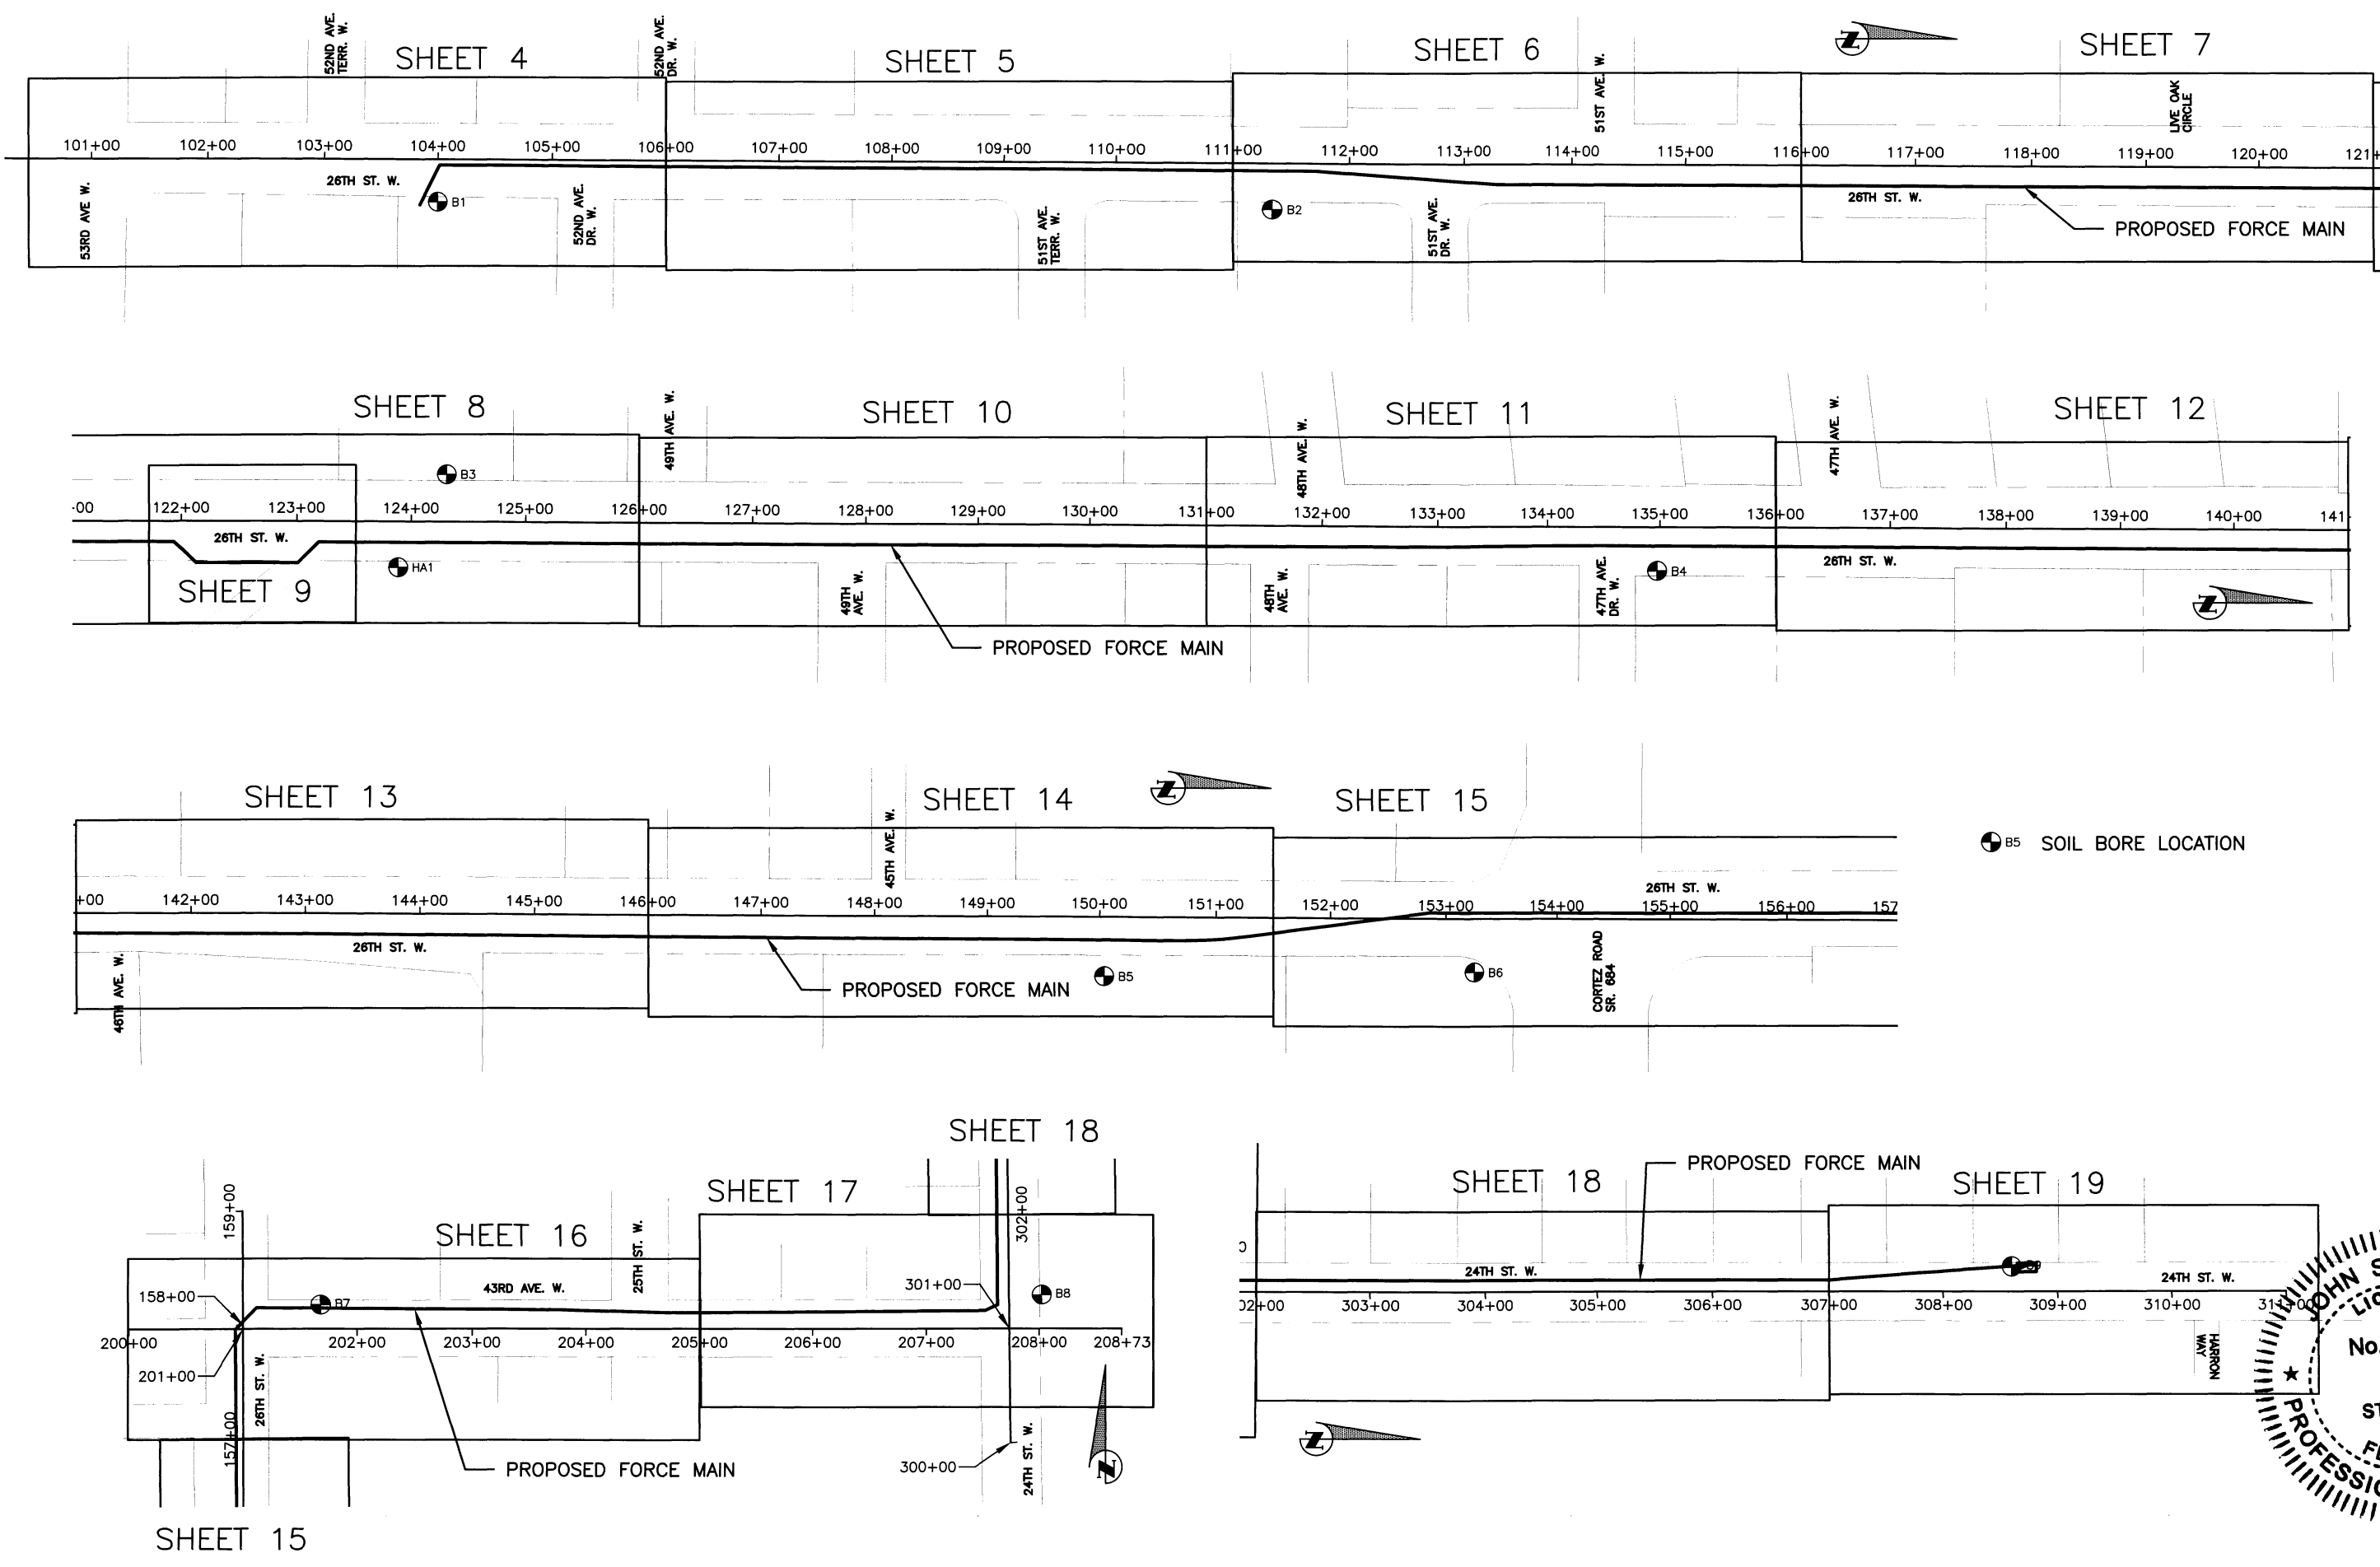 SHEET 4
SHEET 5
SHEET 6
SHEET 7
52ND AVE.
TERR. W.
52ND AVE.
DR. W.
51ST AVE. W.
LIVE OAK
CIRCLE
N
101+00
102+00
103+00
104+00
105+00
106+00
107+00
108+00
109+00
110+00
111+00
112+00
113+00
114+00
115+00
116+00
117+00
118+00
119+00
120+00
121+
53RD AVE W.
26TH ST. W.
B1
52ND AVE.
DR. W.
51ST AVE.
TERR. W.
B2
51ST AVE.
DR. W.
26TH ST. W.
PROPOSED FORCE MAIN
SHEET 8
SHEET 10
SHEET 11
SHEET 12
49TH AVE. W.
48TH AVE. W.
47TH AVE. W.
B3
-00
122+00
123+00
124+00
125+00
126+00
127+00
128+00
129+00
130+00
131+00
132+00
133+00
134+00
135+00
136+00
137+00
138+00
139+00
140+00
141
26TH ST. W.
HA1
SHEET 9
49TH
AVE. W.
48TH
AVE. W.
47TH AVE.
DR. W.
B4
26TH ST. W.
N
PROPOSED FORCE MAIN
SHEET 13
SHEET 14
SHEET 15
N
45TH AVE. W.
B5 SOIL BORE LOCATION
+00
142+00
143+00
144+00
145+00
146+00
147+00
148+00
149+00
150+00
151+00
152+00
153+00
154+00
155+00
156+00
157
26TH ST. W.
26TH ST. W.
46TH AVE. W.
PROPOSED FORCE MAIN
B5
B6
CORTEZ ROAD
SR. 684
SHEET 18
SHEET 17
SHEET 16
159+00
302+00
25TH ST. W.
43RD AVE. W.
158+00
B7
301+00
B8
200+00
202+00
203+00
204+00
205+00
206+00
207+00
208+00
208+73
201+00
157+00
26TH ST. W.
24TH ST. W.
300+00
N
PROPOSED FORCE MAIN
SHEET 15
PROPOSED FORCE MAIN
SHEET 18
SHEET 19
24TH ST. W.
24TH ST. W.
02+00
303+00
304+00
305+00
306+00
307+00
308+00
309+00
310+00
311+00
HARRON
WAY
N
JOHN S
LIC
No.
ST
PROFESSIO